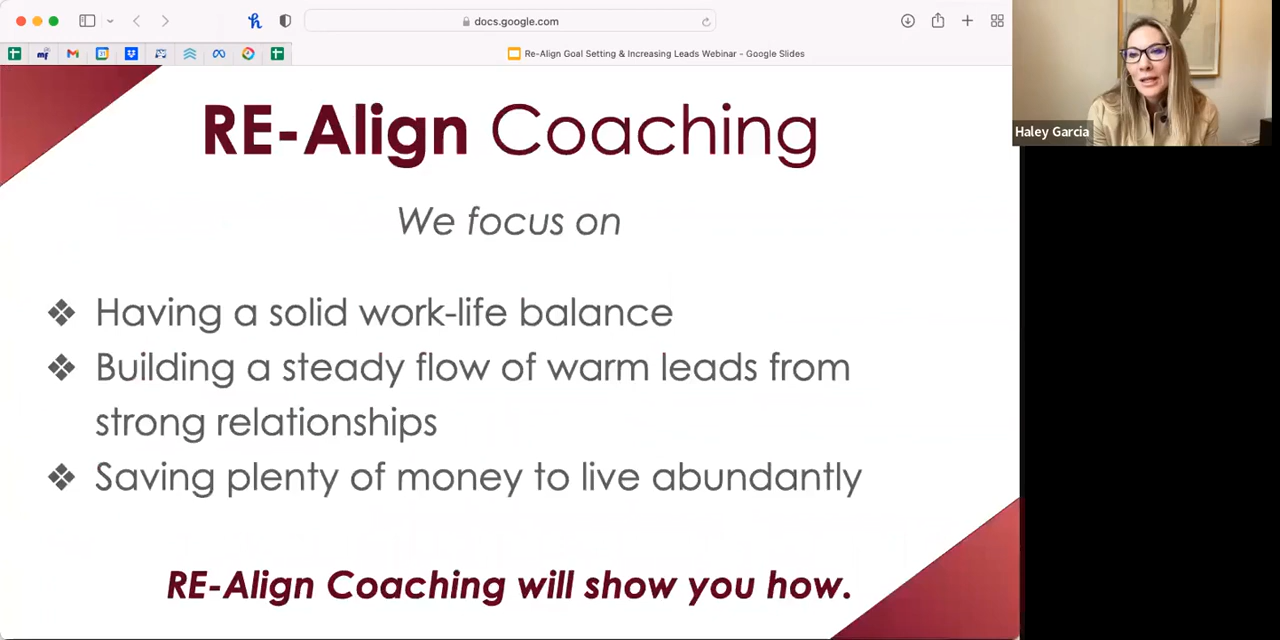 docs.google.com
Re-Align Goal Setting & Increasing Leads Webinar - Google Slides
RE-Align Coaching
We focus on
❖ Having a solid work-life balance
❖ Building a steady flow of warm leads from
strong relationships
❖ Saving plenty of money to live abundantly
RE-Align Coaching will show you how.
Haley Garcia